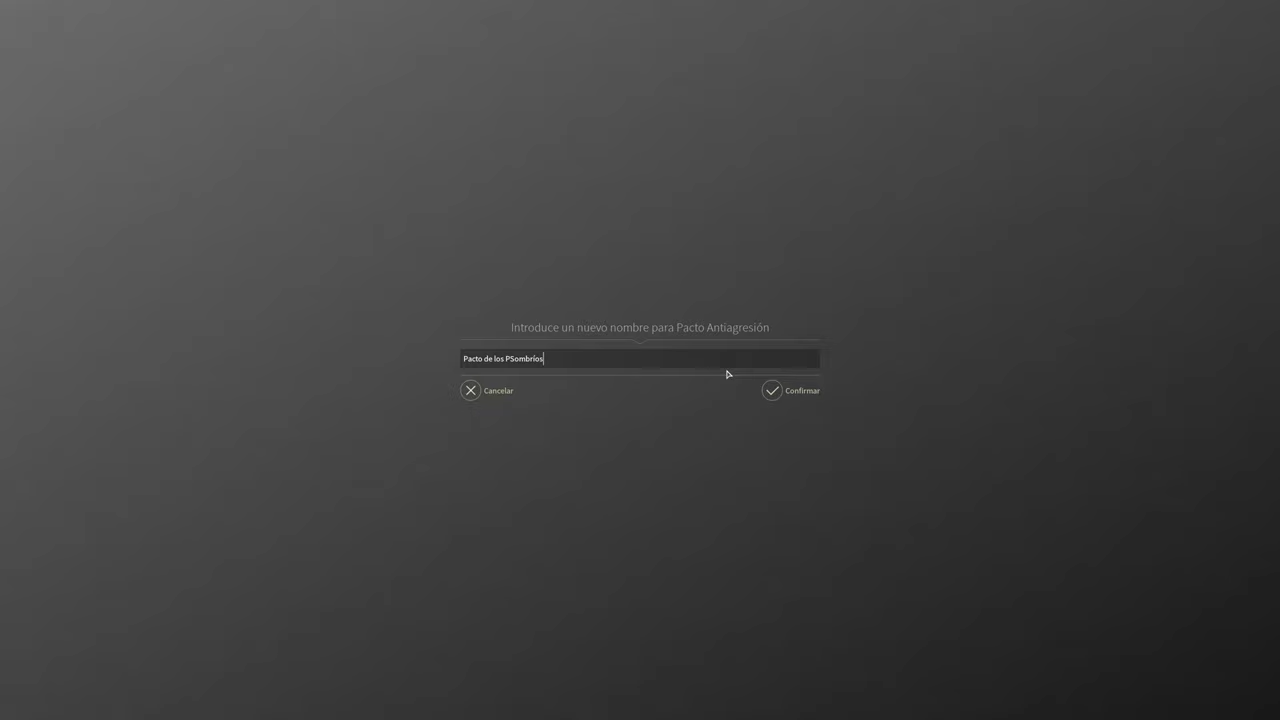 Introduce un nuevo nombre para Pacto Antiagresión
Pacto de los PSombríos
Cancelar
Confirmar